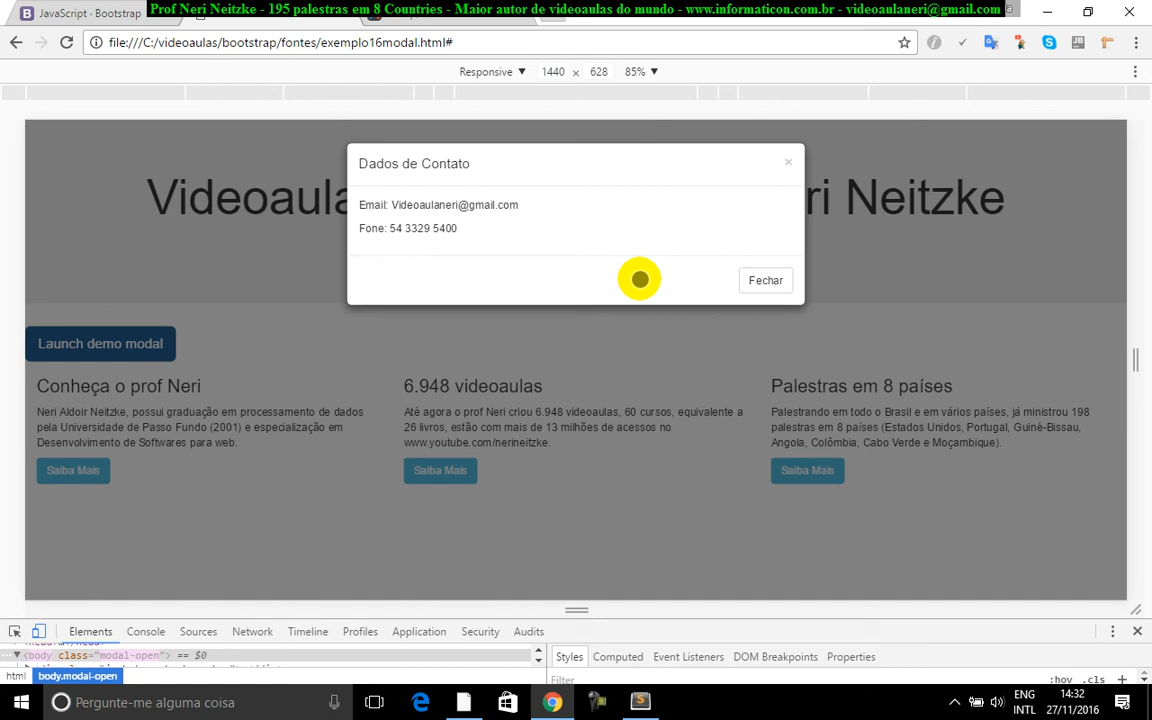 JavaScript · Bootstrap
Prof Neri Neitzke - 195 palestras em 8 Countries - Maior autor de videoaulas do mundo - www.informaticon.com.br - videoaulaneri@gmail.com
file:///C:/videoaulas/bootstrap/fontes/exemplo16modal.html#
Responsive ▼ 1440 × 628 85% ▼
Videoaula
ri Neitzke
Dados de Contato ×
Email: Videoaulaneri@gmail.com
Fone: 54 3329 5400
Fechar
Launch demo modal
Conheça o prof Neri
Neri Aldoir Neitzke, possui graduação em processamento de dados
pela Universidade de Passo Fundo (2001) e especialização em
Desenvolvimento de Softwares para web.
Saiba Mais
6.948 videoaulas
Até agora o prof Neri criou 6.948 videoaulas, 60 cursos, equivalente a
26 livros, estão com mais de 13 milhões de acessos no
www.youtube.com/nerineitzke.
Saiba Mais
Palestras em 8 países
Palestrando em todo o Brasil e em vários países, já ministrou 198
palestras em 8 países (Estados Unidos, Portugal, Guinè-Bissau,
Angola, Colômbia, Cabo Verde e Moçambique).
Saiba Mais
Elements Console Sources Network Timeline Profiles Application Security Audits
<body class="modal-open"> == $0
html body.modal-open
Styles Computed Event Listeners DOM Breakpoints Properties
Filter :hov .cls +
Pergunte-me alguma coisa
ENG
INTL
14:32
27/11/2016